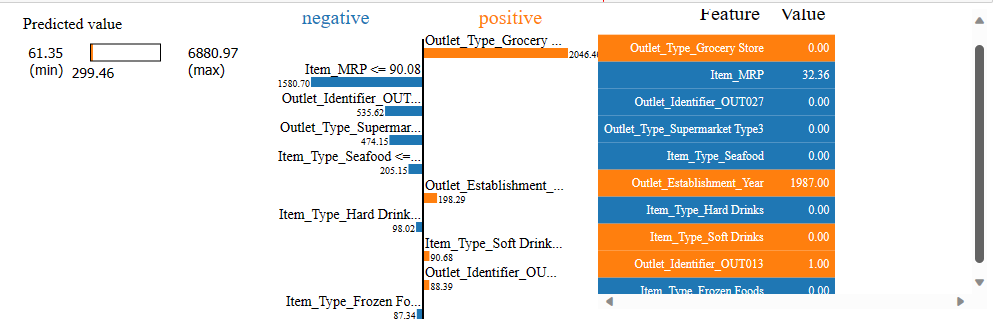 Predicted value
61.35
(min)
299.46
6880.97
(max)
negative
positive
Outlet_Type_Grocery ...
2046.40
Item_MRP <= 90.08
1580.70
Outlet_Identifier_OUT...
535.62
Outlet_Type_Supermar...
474.15
Item_Type_Seafood <=...
205.15
Outlet_Establishment_...
198.29
Item_Type_Hard Drink...
98.02
Item_Type_Soft Drink...
90.68
Outlet_Identifier_OU...
88.39
Item_Type_Frozen Fo...
87.34
Feature Value
Outlet_Type_Grocery Store 0.00
Item_MRP 32.36
Outlet_Identifier_OUT027 0.00
Outlet_Type_Supermarket Type3 0.00
Item_Type_Seafood 0.00
Outlet_Establishment_Year 1987.00
Item_Type_Hard Drinks 0.00
Item_Type_Soft Drinks 0.00
Outlet_Identifier_OUT013 1.00
Item_Type_Frozen Foods 0.00